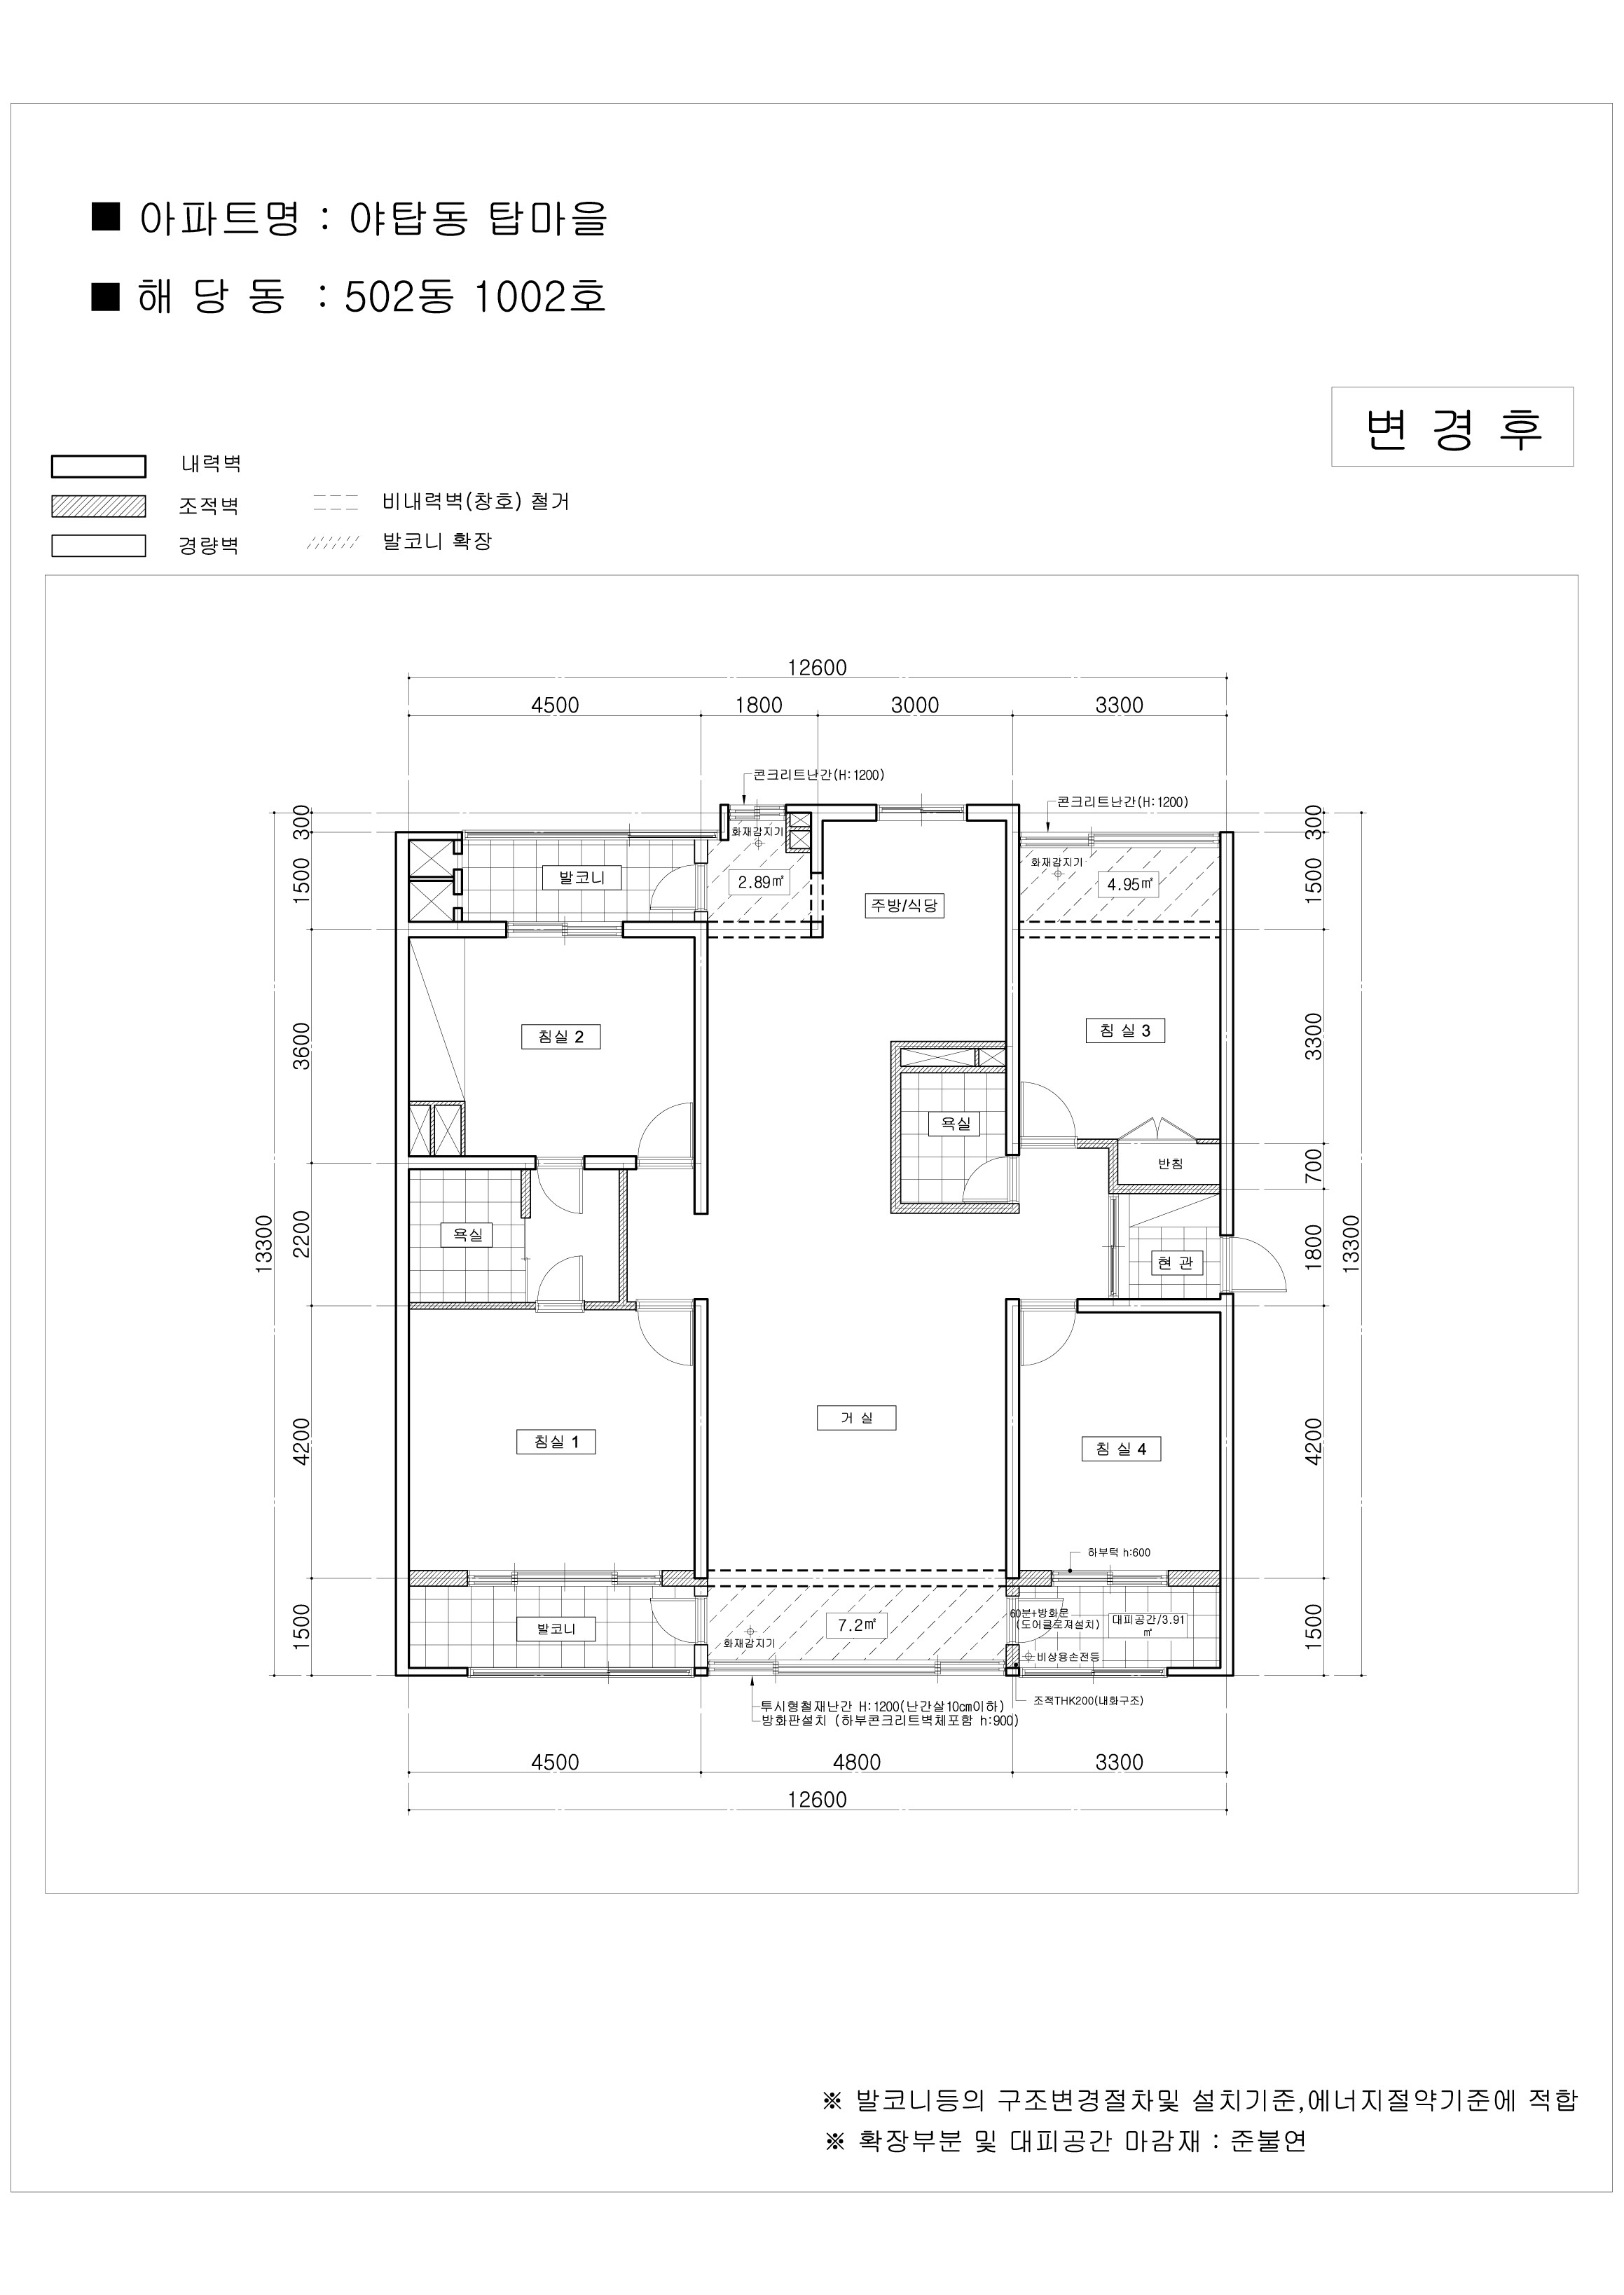 ■ 아파트명 : 야탑동 탑마을
■ 해 당 동 : 502동 1002호
변 경 후
내력벽
조적벽
경량벽
비내력벽(창호) 철거
발코니 확장
12600
4500
1800
3000
3300
콘크리트난간(H:1200)
콘크리트난간(H:1200)
300
1500
3600
2200
4200
1500
13300
300
1500
3300
700
1800
4200
1500
13300
화재감지기
화재감지기
발코니
2.89㎡
4.95㎡
주방/식당
침실 2
침 실 3
욕실
반침
욕실
현 관
거 실
침실 1
침 실 4
하부턱 h:600
발코니
7.2㎡
화재감지기
60분+방화문
(도어클로져설치)
대피공간/3.91
㎡
비상용손전등
조적THK200(내화구조)
투시형철재난간 H:1200(난간살10㎝이하)
방화판설치 (하부콘크리트벽체포함 h:900)
4500
4800
3300
12600
※ 발코니등의 구조변경절차및 설치기준,에너지절약기준에 적합
※ 확장부분 및 대피공간 마감재 : 준불연